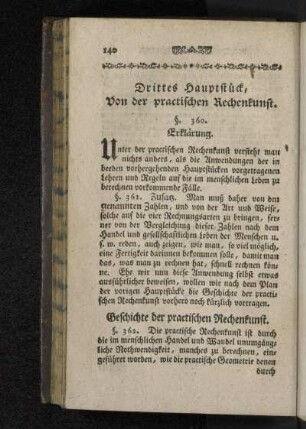 140
Drittes Hauptstück,
Von der practischen Rechenkunst.
§. 360.
Erklärung.
Unter der practischen Rechenkunst versteht man
nichts anders, als die Anwendungen der in
beeden vorhergehenden Hauptstücken vorgetragenen
Lehren und Regeln auf die im menschlichen Leben zu
berechnen vorkommende Fälle.
§. 361. Zusatz. Man muß daher von den
genannten Zahlen, und von der Art und Weise,
solche auf die vier Rechnungsarten zu bringen, fer-
ner von der Vergleichung dieser Zahlen nach dem
Handel und gesellschaftlichen Leben der Menschen u.
s. w. reden, auch zeigen, wie man, so viel möglich,
eine Fertigkeit darinnen bekommen solle, damit man
das, was man zu rechnen hat, schnell rechnen kön-
ne. Ehe wir nun diese Anwendung selbst etwas
ausführlicher beweisen, wollen wir nach dem Plan
der vorigen Hauptstücke die Geschichte der practi-
schen Rechenkunst vorhero noch kürzlich vortragen.
Geschichte der practischen Rechenkunst.
§. 362. Die practische Rechenkunst ist durch
die im menschlichen Handel und Wandel unumgäng-
liche Nothwendigkeit, manches zu berechnen, ein-
geführet worden, wie die practische Geometrie denen
durch